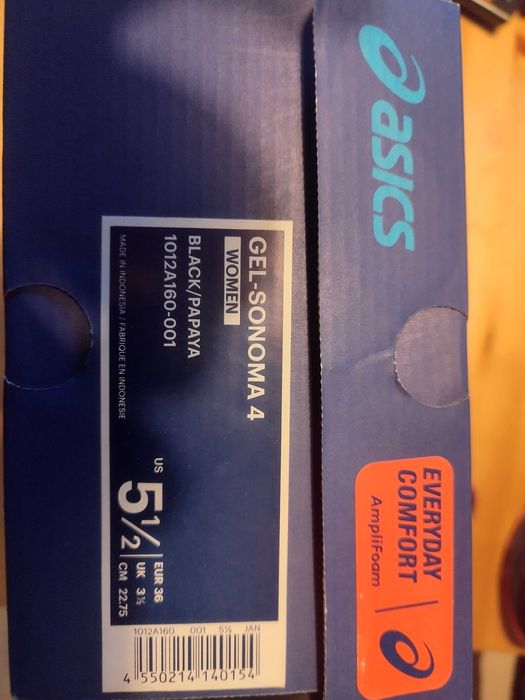 asics
EVERYDAY
COMFORT
AmpliFoam
GEL-SONOMA 4
WOMEN
BLACK/PAPAYA
1012A160-001
MADE IN INDONESIA / FABRIQUE EN INDONESIE
US 5½
EUR 36
UK 3½
CM 22.75
1012A160 001 5½ JAN
4 550214 140154